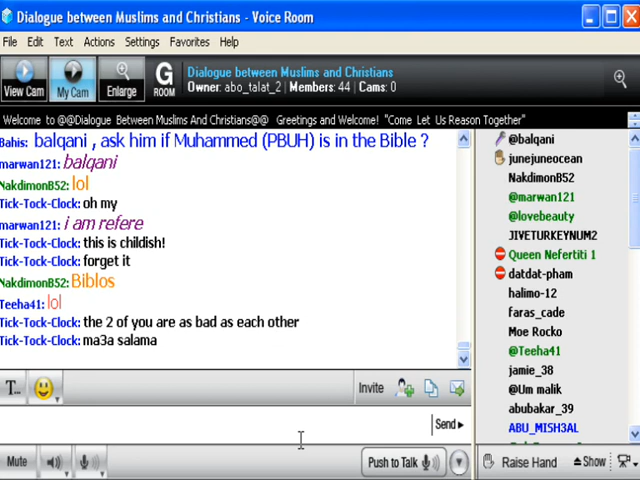 Dialogue between Muslims and Christians - Voice Room
File Edit Text Actions Settings Favorites Help
View Cam My Cam Enlarge G ROOM
Dialogue between Muslims and Christians
Owner: abo_talat_2 | Members: 44 | Cams: 0
Welcome to @@Dialogue Between Muslims And Christians@@ Greetings and Welcome! "Come Let Us Reason Together"
Bahis: balqani , ask him if Muhammed (PBUH) is in the Bible ?
marwan121: balqani
NakdimonB52: lol
Tick-Tock-Clock: oh my
marwan121: i am refere
Tick-Tock-Clock: this is childish!
Tick-Tock-Clock: forget it
NakdimonB52: Biblos
Teeha41: lol
Tick-Tock-Clock: the 2 of you are as bad as each other
Tick-Tock-Clock: ma3a salama
@balqani
junejuneocean
NakdimonB52
@marwan121
@lovebeauty
JIVETURKEYNUM2
Queen Nefertiti 1
datdat-pham
halimo-12
faras_cade
Moe Rocko
@Teeha41
jamie_38
@Um malik
abubakar_39
ABU_MISH3AL
T... Invite
Send
Mute Push to Talk Raise Hand Show